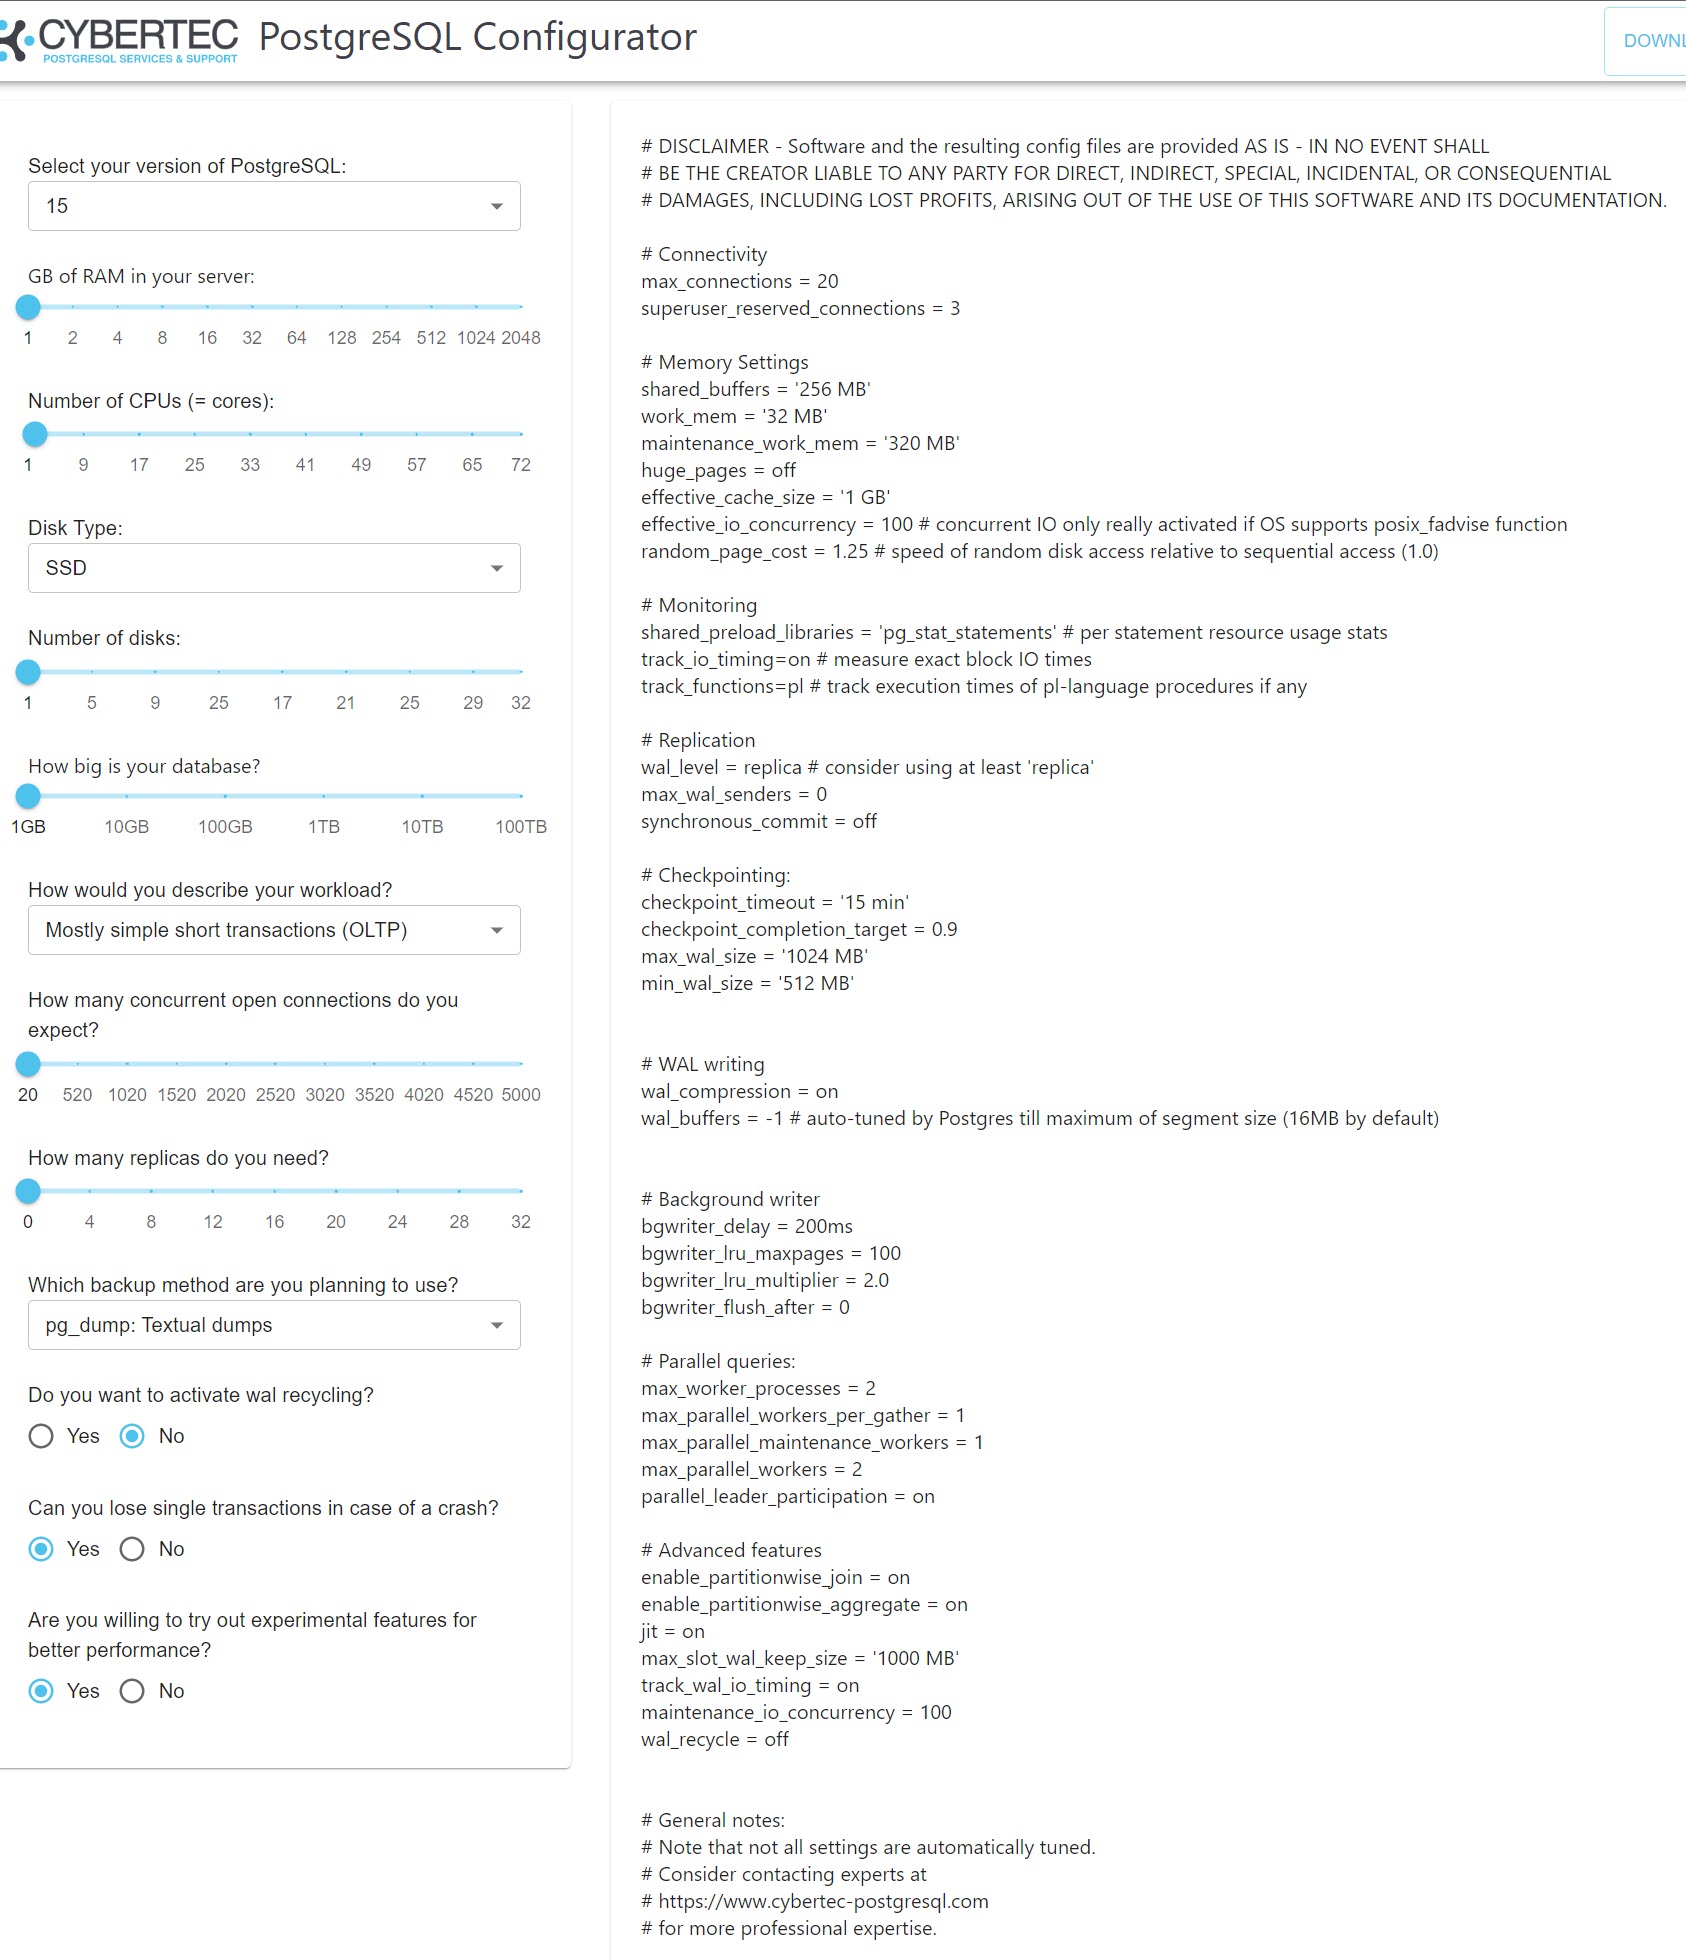 CYBERTEC
POSTGRESQL SERVICES & SUPPORT
PostgreSQL Configurator
Select your version of PostgreSQL:
15
GB of RAM in your server:
1 2 4 8 16 32 64 128 254 512 1024 2048
Number of CPUs (= cores):
1 9 17 25 33 41 49 57 65 72
Disk Type:
SSD
Number of disks:
1 5 9 25 17 21 25 29 32
How big is your database?
1GB 10GB 100GB 1TB 10TB 100TB
How would you describe your workload?
Mostly simple short transactions (OLTP)
How many concurrent open connections do you
expect?
20 520 1020 1520 2020 2520 3020 3520 4020 4520 5000
How many replicas do you need?
0 4 8 12 16 20 24 28 32
Which backup method are you planning to use?
pg_dump: Textual dumps
Do you want to activate wal recycling?
Yes No
Can you lose single transactions in case of a crash?
Yes No
Are you willing to try out experimental features for
better performance?
Yes No
# DISCLAIMER - Software and the resulting config files are provided AS IS - IN NO EVENT SHALL
# BE THE CREATOR LIABLE TO ANY PARTY FOR DIRECT, INDIRECT, SPECIAL, INCIDENTAL, OR CONSEQUENTIAL
# DAMAGES, INCLUDING LOST PROFITS, ARISING OUT OF THE USE OF THIS SOFTWARE AND ITS DOCUMENTATION.
# Connectivity
max_connections = 20
superuser_reserved_connections = 3
# Memory Settings
shared_buffers = '256 MB'
work_mem = '32 MB'
maintenance_work_mem = '320 MB'
huge_pages = off
effective_cache_size = '1 GB'
effective_io_concurrency = 100 # concurrent IO only really activated if OS supports posix_fadvise function
random_page_cost = 1.25 # speed of random disk access relative to sequential access (1.0)
# Monitoring
shared_preload_libraries = 'pg_stat_statements' # per statement resource usage stats
track_io_timing=on # measure exact block IO times
track_functions=pl # track execution times of pl-language procedures if any
# Replication
wal_level = replica # consider using at least 'replica'
max_wal_senders = 0
synchronous_commit = off
# Checkpointing:
checkpoint_timeout = '15 min'
checkpoint_completion_target = 0.9
max_wal_size = '1024 MB'
min_wal_size = '512 MB'
# WAL writing
wal_compression = on
wal_buffers = -1 # auto-tuned by Postgres till maximum of segment size (16MB by default)
# Background writer
bgwriter_delay = 200ms
bgwriter_lru_maxpages = 100
bgwriter_lru_multiplier = 2.0
bgwriter_flush_after = 0
# Parallel queries:
max_worker_processes = 2
max_parallel_workers_per_gather = 1
max_parallel_maintenance_workers = 1
max_parallel_workers = 2
parallel_leader_participation = on
# Advanced features
enable_partitionwise_join = on
enable_partitionwise_aggregate = on
jit = on
max_slot_wal_keep_size = '1000 MB'
track_wal_io_timing = on
maintenance_io_concurrency = 100
wal_recycle = off
# General notes:
# Note that not all settings are automatically tuned.
# Consider contacting experts at
# https://www.cybertec-postgresql.com
# for more professional expertise.